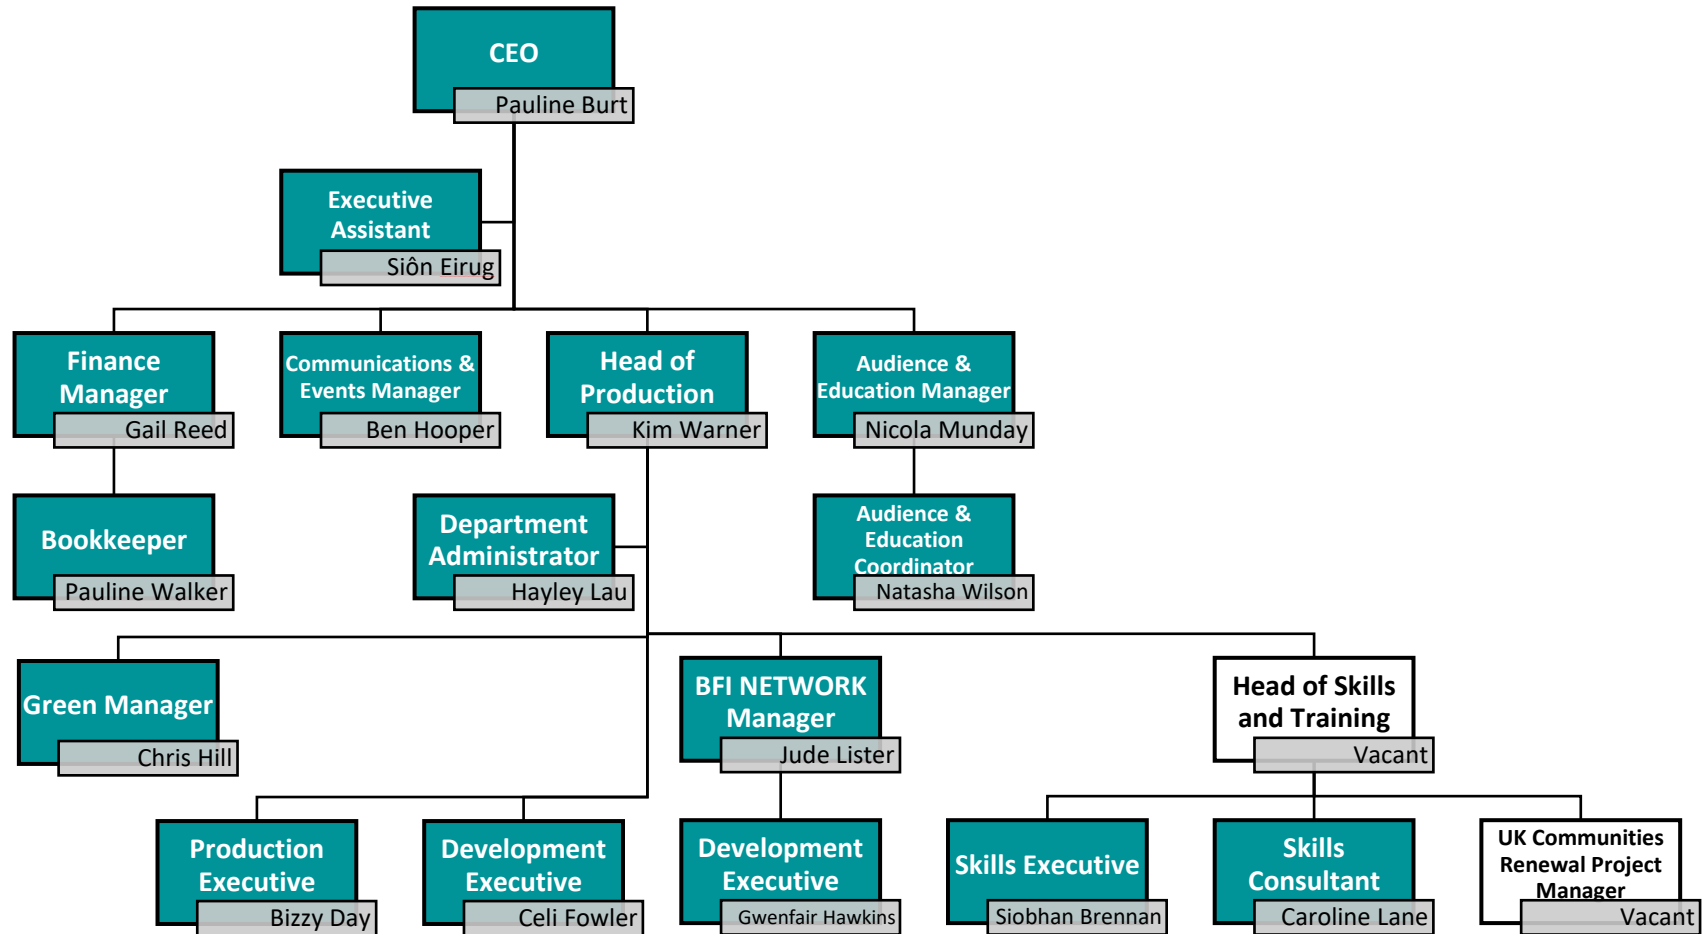 CEO
Pauline Burt
Executive
Assistant
Siôn Eirug
Finance
Manager
Gail Reed
Communications &
Events Manager
Ben Hooper
Head of
Production
Kim Warner
Audience &
Education Manager
Nicola Munday
Bookkeeper
Pauline Walker
Department
Administrator
Hayley Lau
Audience &
Education
Coordinator
Natasha Wilson
Green Manager
Chris Hill
BFI NETWORK
Manager
Jude Lister
Head of Skills
and Training
Vacant
Production
Executive
Bizzy Day
Development
Executive
Celi Fowler
Development
Executive
Gwenfair Hawkins
Skills Executive
Siobhan Brennan
Skills
Consultant
Caroline Lane
UK Communities
Renewal Project
Manager
Vacant